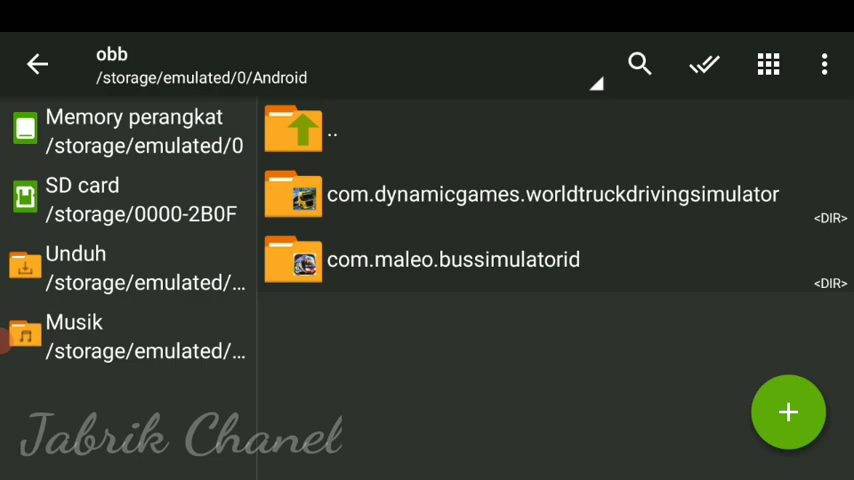 obb
/storage/emulated/0/Android
Memory perangkat
/storage/emulated/0
SD card
/storage/0000-2B0F
Unduh
/storage/emulated/...
Musik
/storage/emulated/...
..
com.dynamicgames.worldtruckdrivingsimulator
<DIR>
com.maleo.bussimulatorid
<DIR>
Jabrik Chanel